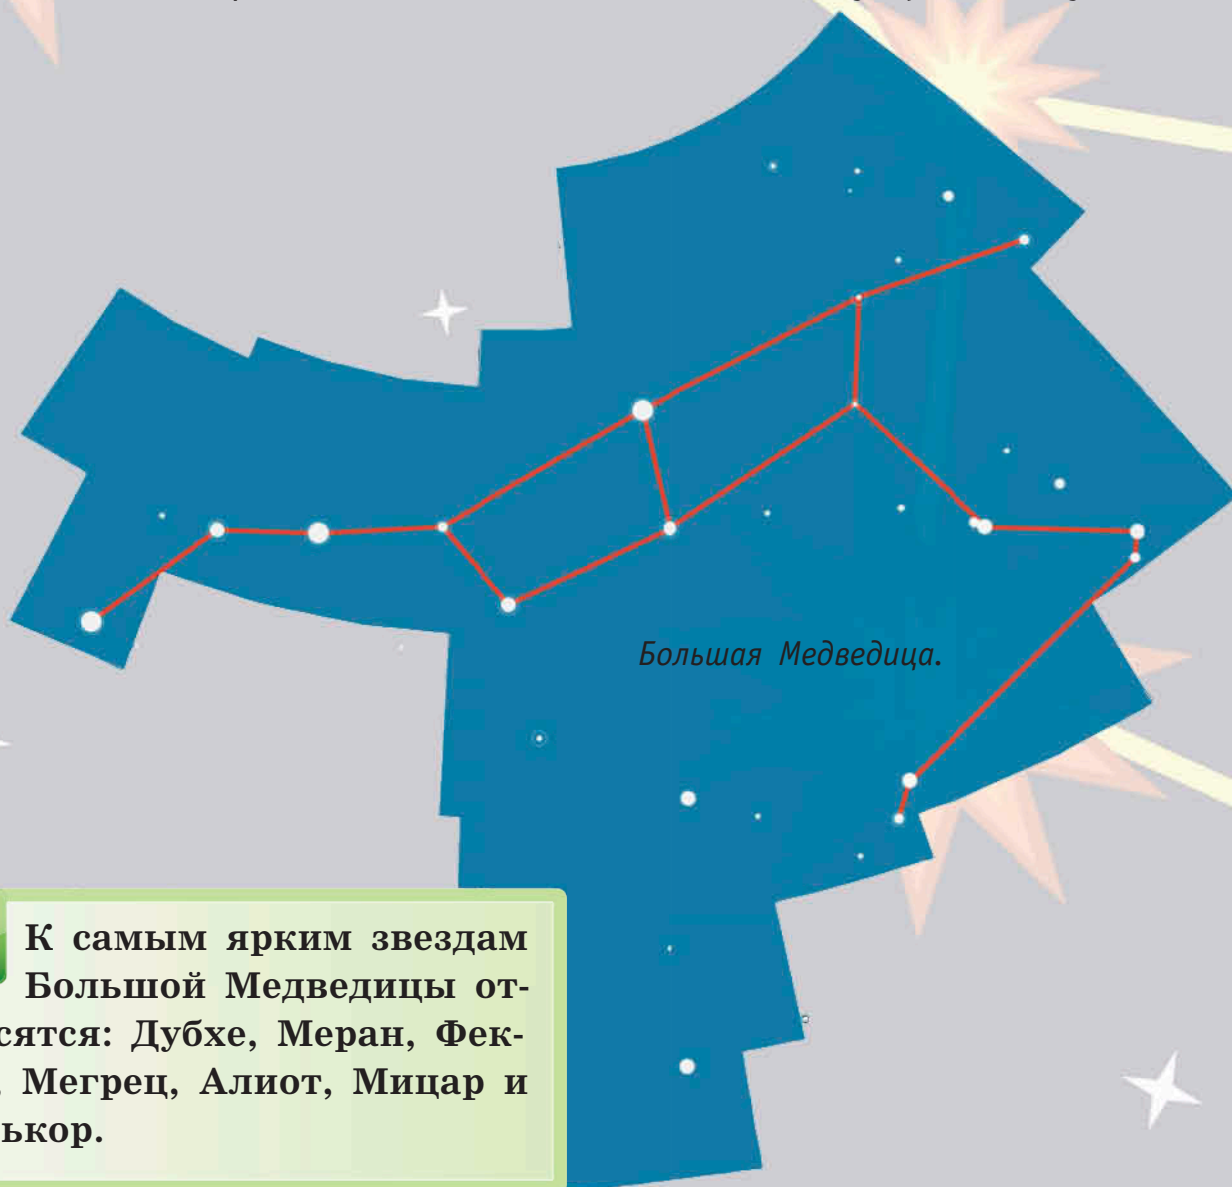 Большая Медведица.
К самым ярким звездам
Большой Медведицы от-
сятся: Дубхе, Меран, Фек-
Мегрец, Алиот, Мицар и
ькор.